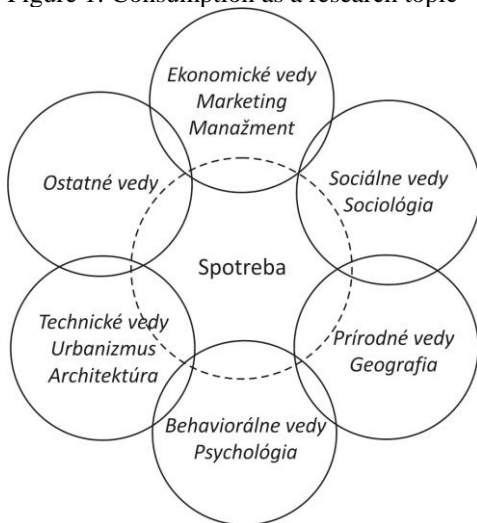 Figure 1: Consumption as a research topic
Ekonomické vedy
Marketing
Manažment
Ostatné vedy
Sociálne vedy
Sociológia
Spotreba
Technické vedy
Urbanizmus
Architektúra
Prírodné vedy
Geografia
Behaviorálne vedy
Psychológia